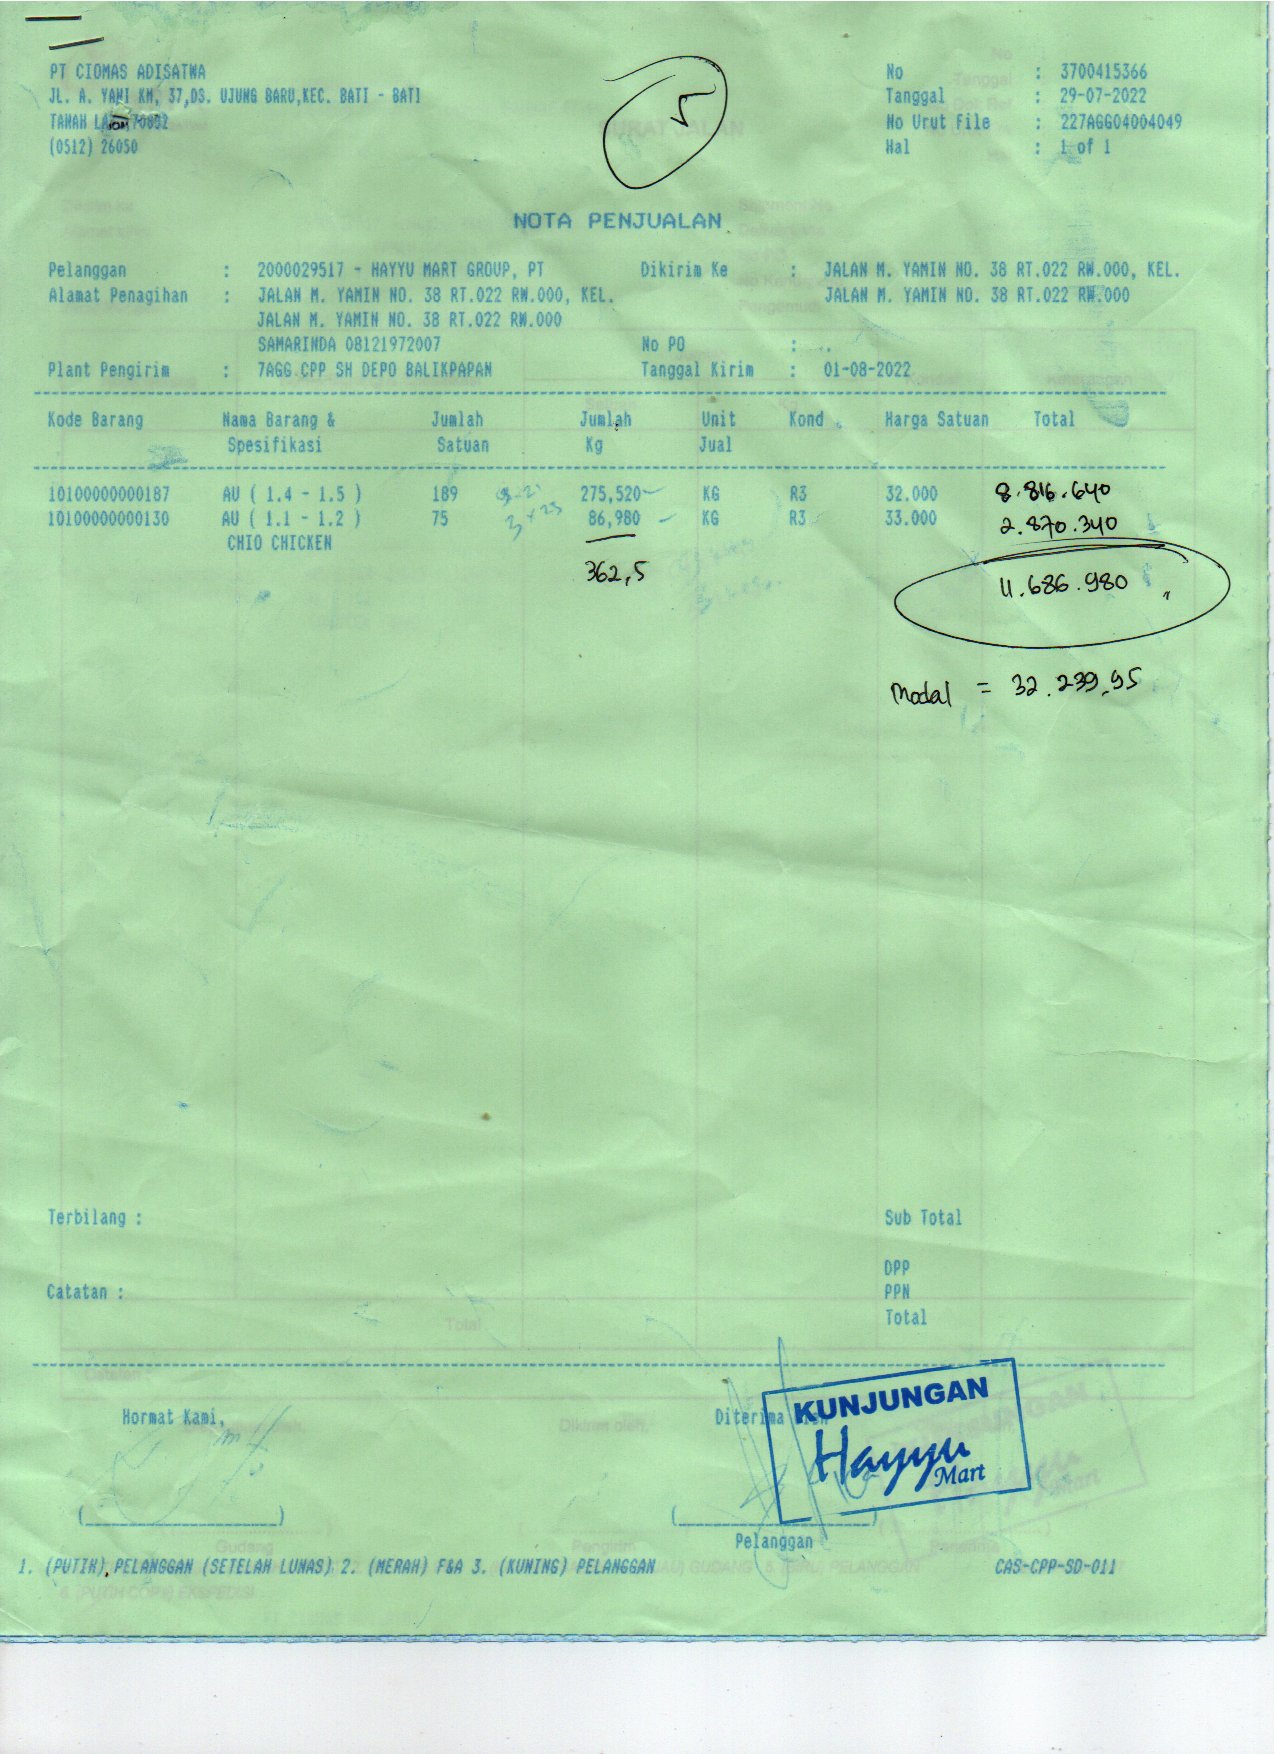 PT CIOMAS ADISATWA
JL. A. YANI KM, 37,DS. UJUNG BARU,KEC. BATI - BATI
TANAH 70852
(0512) 26050
5
No : 3700415366
Tanggal : 29-07-2022
No Urut File : 227AGG04004049
Hal : 1 of 1
NOTA PENJUALAN
Pelanggan : 2000029517 - HAYYU MART GROUP, PT Dikirim Ke : JALAN M. YAMIN NO. 38 RT.022 RW.000, KEL.
Alamat Penagihan : JALAN M. YAMIN NO. 38 RT.022 RW.000, KEL. JALAN M. YAMIN NO. 38 RT.022 RW.000
JALAN M. YAMIN NO. 38 RT.022 RW.000
SAMARINDA 08121972007 No PO : .
Plant Pengirim : 7AGG CPP SH DEPO BALIKPAPAN Tanggal Kirim : 01-08-2022
Kode Barang Nama Barang & Jumlah Jumlah Unit Kond . Harga Satuan Total
Spesifikasi Satuan Kg Jual
10100000000187 AU ( 1.4 - 1.5 ) 189 275,520 KG R3 32.000 8.816.640
10100000000130 AU ( 1.1 - 1.2 ) 75 86,980 KG R3 33.000 2.870.340
CHIO CHICKEN
362,5 11.686.980
Modal = 32.239,95
Terbilang : Sub Total
DPP
Catatan : PPN
Total
Hormat Kami, Diterima
KUNJUNGAN
Hayyu
Mart
(                    ) (                    )
Pelanggan
1. (PUTIH) PELANGGAN (SETELAH LUNAS) 2. (MERAH) F&A 3. (KUNING) PELANGGAN CAS-CPP-SD-011